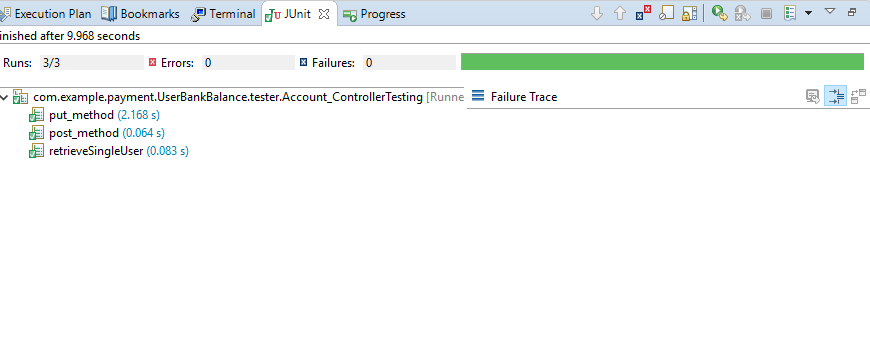 Execution Plan Bookmarks Terminal JUnit Progress
inished after 9.968 seconds
Runs: 3/3 Errors: 0 Failures: 0
com.example.payment.UserBankBalance.tester.Account_ControllerTesting [Runne Failure Trace
put_method (2.168 s)
post_method (0.064 s)
retrieveSingleUser (0.083 s)